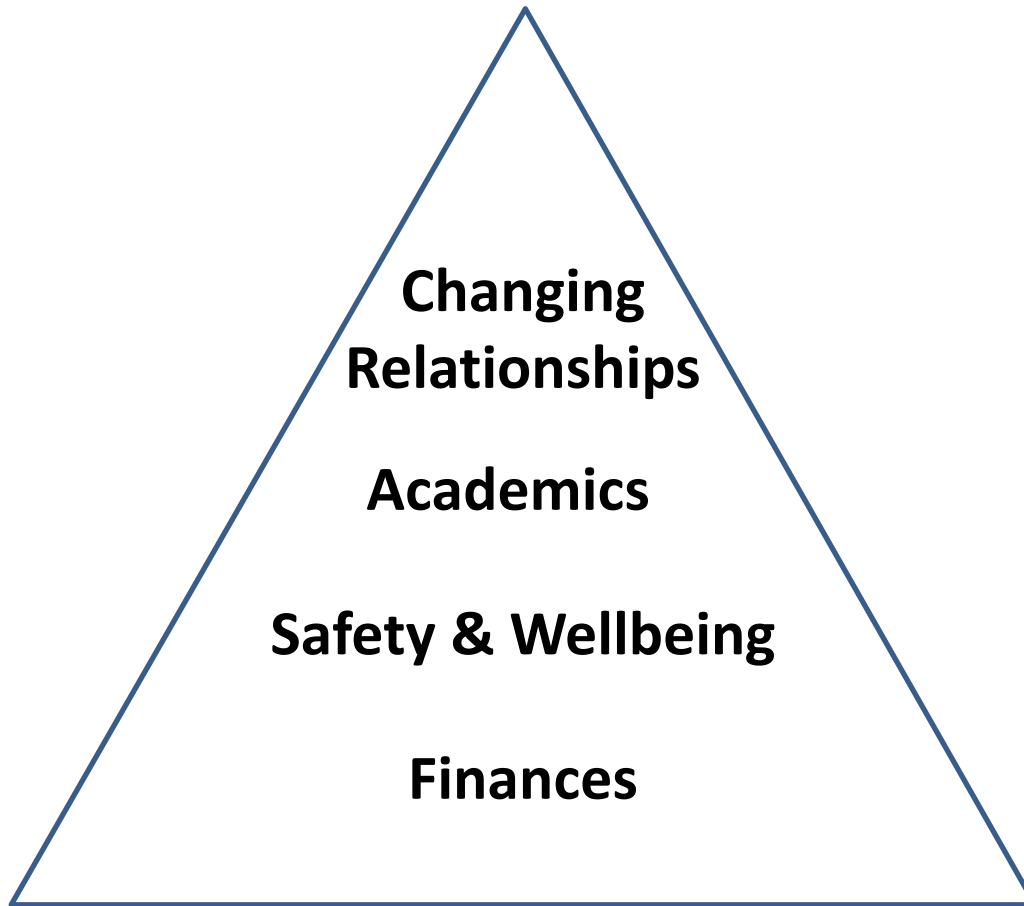 Changing
Relationships
Academics
Safety & Wellbeing
Finances